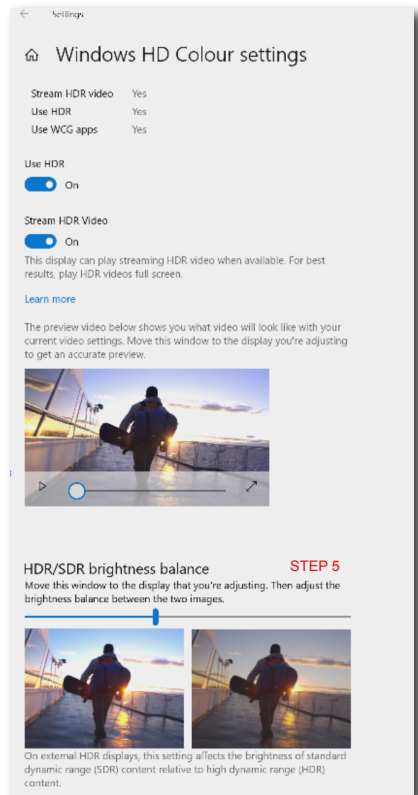 Settings
Windows HD Colour settings
Stream HDR video Yes
Use HDR Yes
Use WCG apps Yes
Use HDR
On
Stream HDR Video
On
This display can play streaming HDR video when available. For best
results, play HDR videos full screen.
Learn more
The preview video below shows you what video will look like with your
current video settings. Move this window to the display you're adjusting
to get an accurate preview.
HDR/SDR brightness balance STEP 5
Move this window to the display that you're adjusting. Then adjust the
brightness balance between the two images.
On external HDR displays, this setting affects the brightness of standard
dynamic range (SDR) content relative to high dynamic range (HDR)
content.